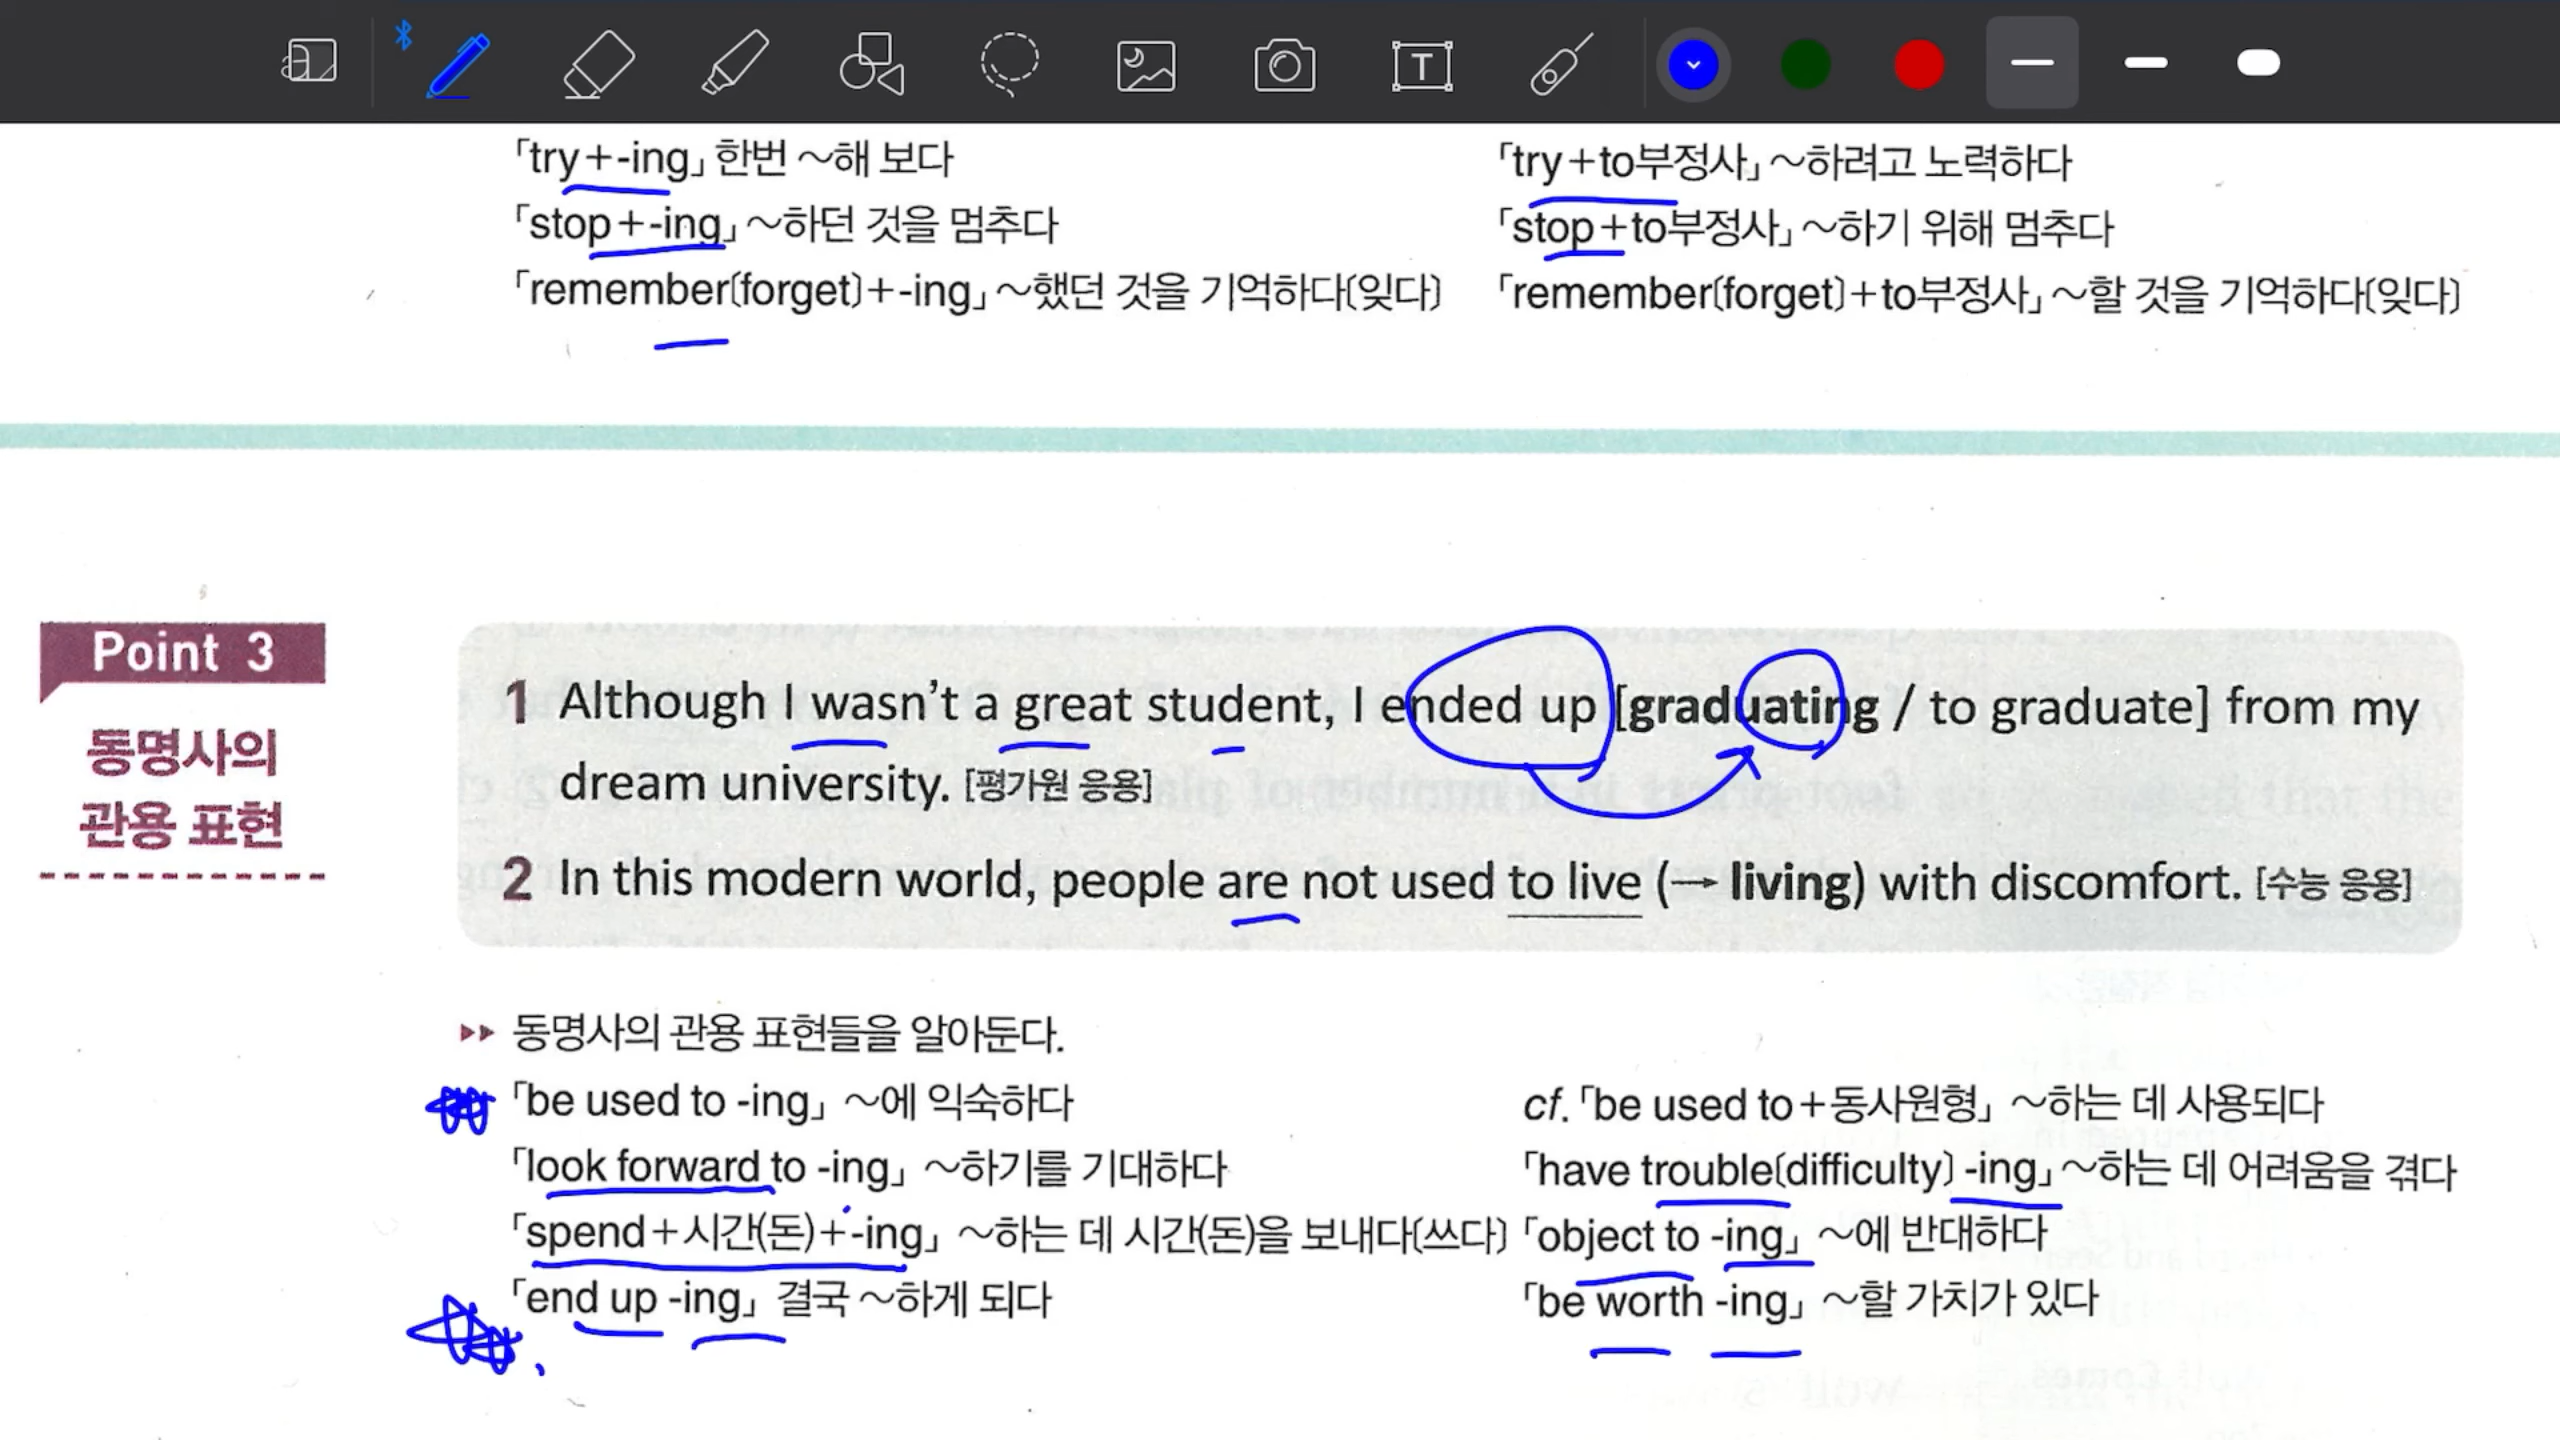 「try+-ing」 한번 ~해 보다
「try+to부정사」 ~하려고 노력하다
「stop+-ing」 ~하던 것을 멈추다
「stop+to부정사」 ~하기 위해 멈추다
「remember(forget)+-ing」 ~했던 것을 기억하다(잊다)
「remember(forget)+to부정사」 ~할 것을 기억하다(잊다)
Point 3
동명사의
관용 표현
1 Although I wasn't a great student, I ended up [graduating / to graduate] from my
dream university. [평가원 응용]
2 In this modern world, people are not used to live (→ living) with discomfort. [수능 응용]
▸▸ 동명사의 관용 표현들을 알아둔다.
「be used to -ing」 ~에 익숙하다
cf. 「be used to+동사원형」 ~하는 데 사용되다
「look forward to -ing」 ~하기를 기대하다
「have trouble(difficulty) -ing」 ~하는 데 어려움을 겪다
「spend+시간(돈)+-ing」 ~하는 데 시간(돈)을 보내다(쓰다)
「object to -ing」 ~에 반대하다
「end up -ing」 결국 ~하게 되다
「be worth -ing」 ~할 가치가 있다